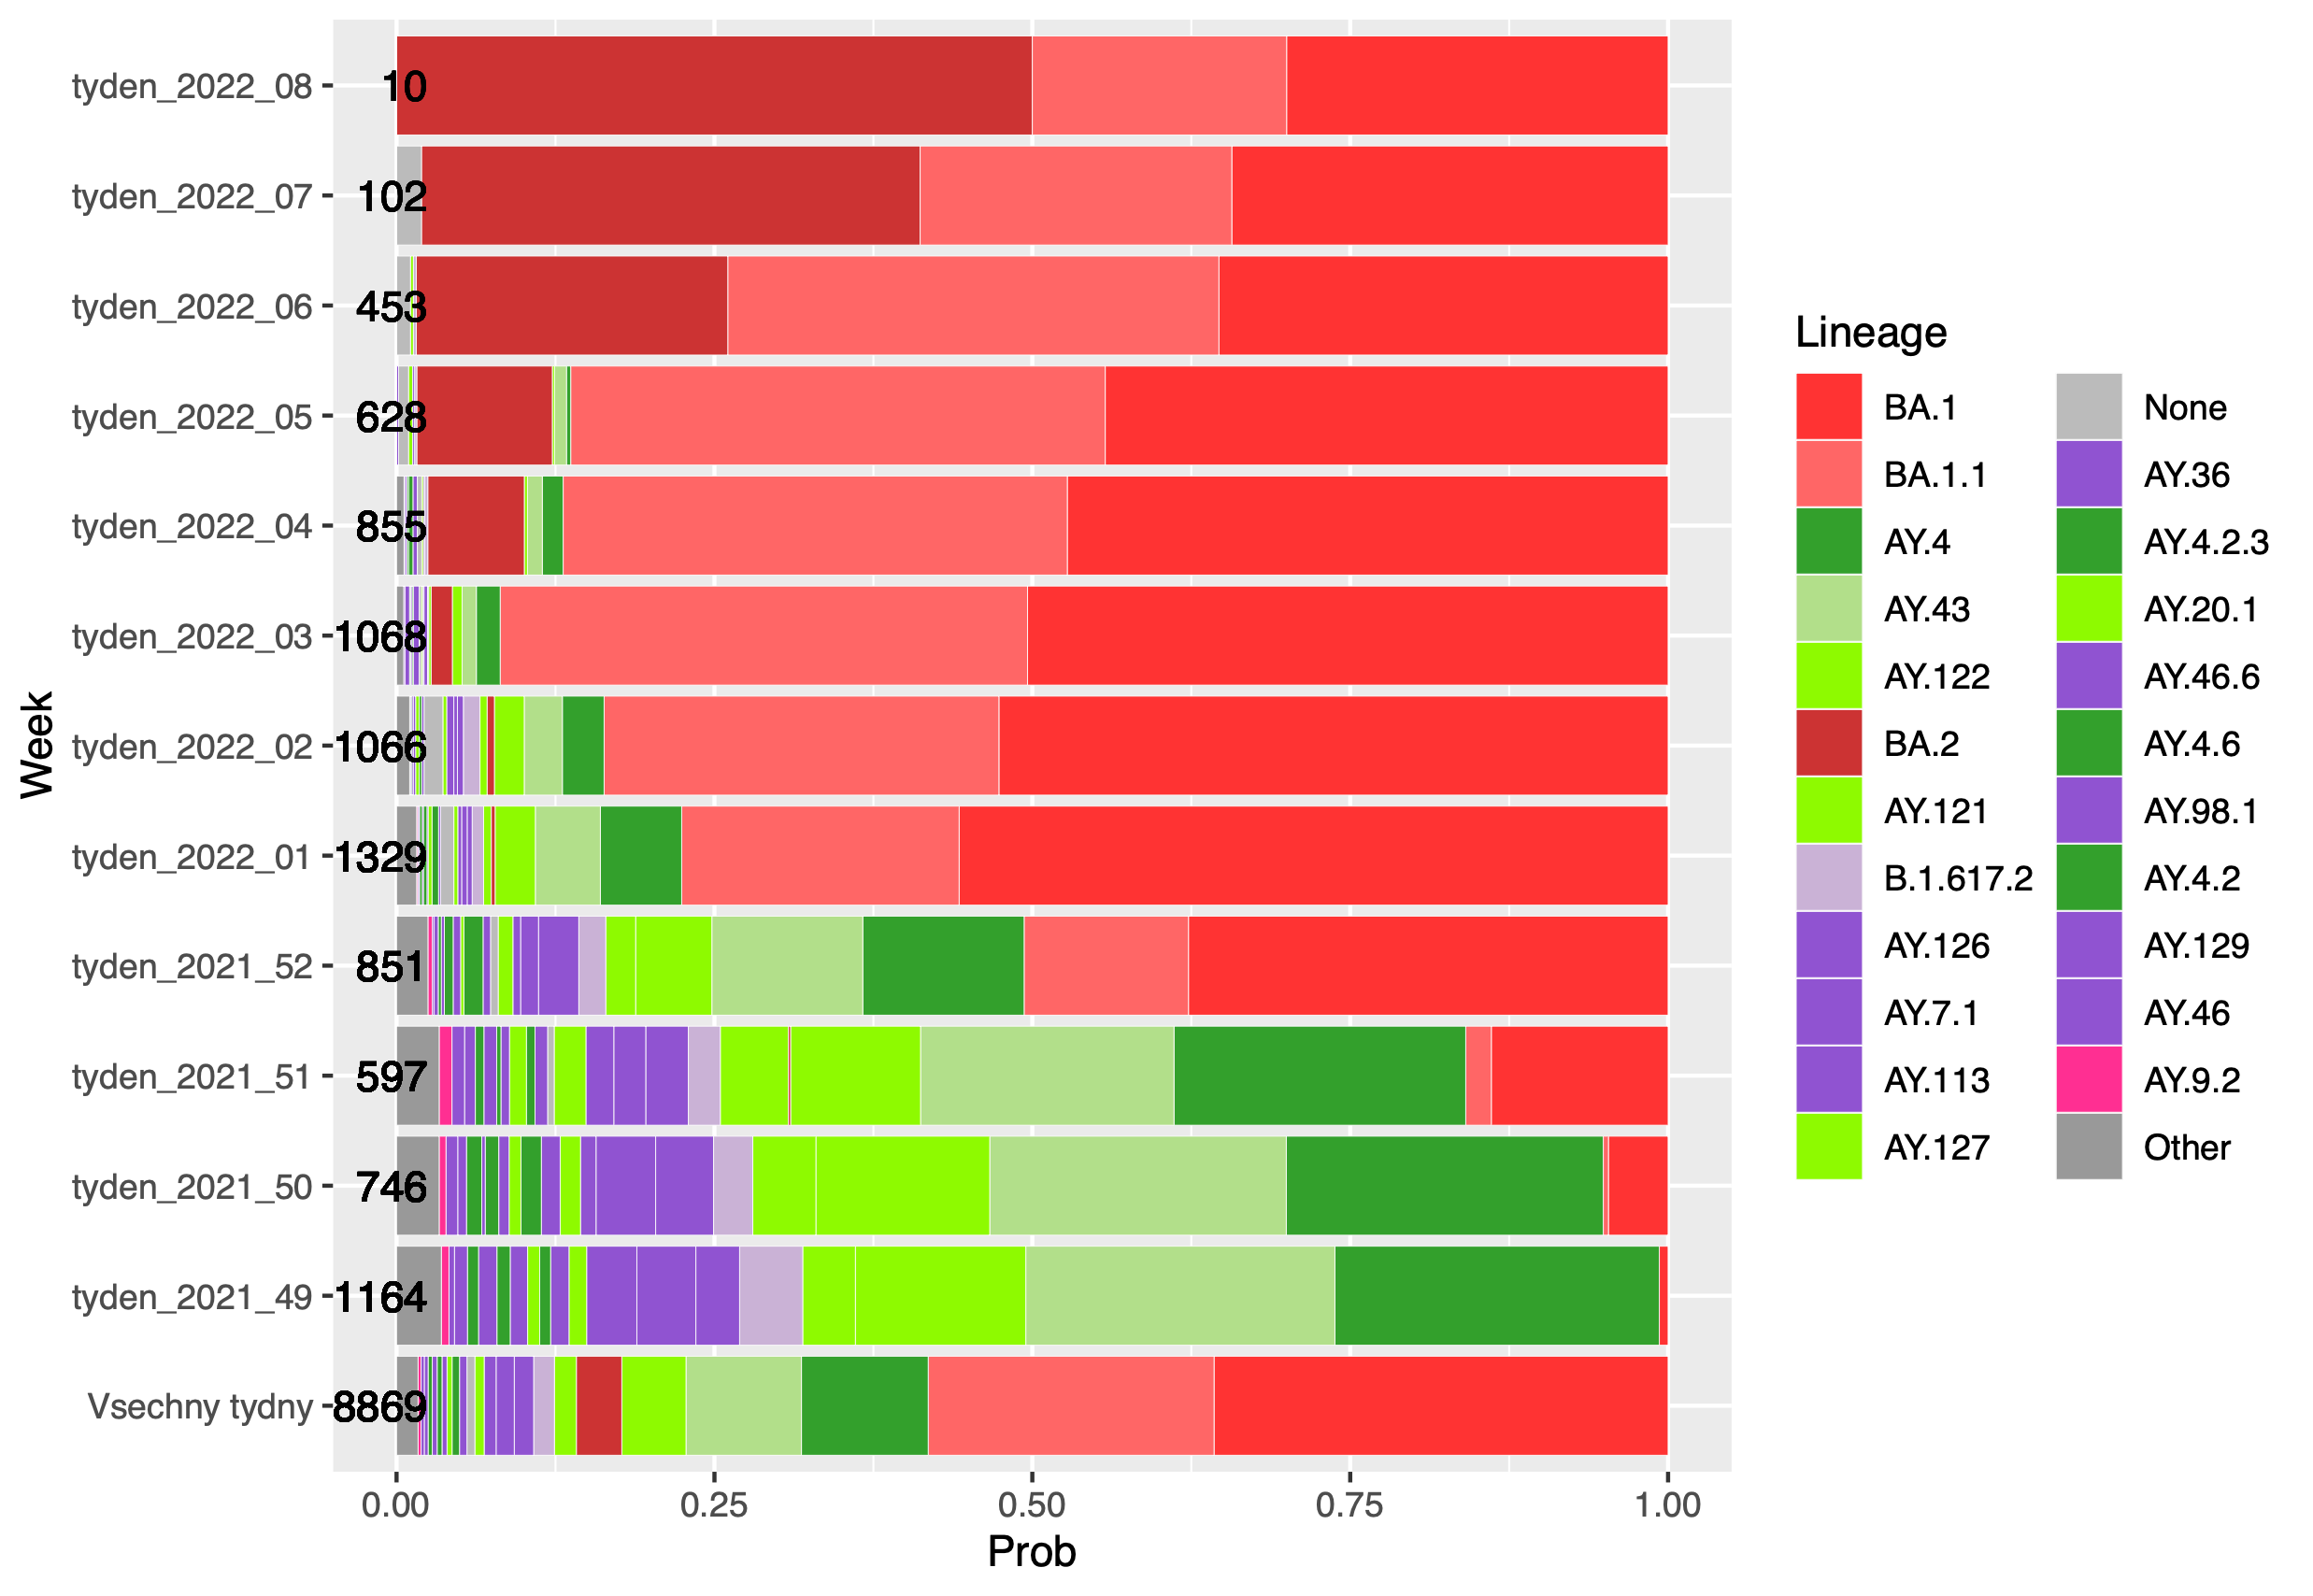 Week
tyden_2022_08 10
tyden_2022_07 102
tyden_2022_06 453
tyden_2022_05 628
tyden_2022_04 855
tyden_2022_03 1068
tyden_2022_02 1066
tyden_2022_01 1329
tyden_2021_52 851
tyden_2021_51 597
tyden_2021_50 746
tyden_2021_49 1164
Vsechny tydny 8869
0.00 0.25 0.50 0.75 1.00
Prob
Lineage
BA.1
BA.1.1
AY.4
AY.43
AY.122
BA.2
AY.121
B.1.617.2
AY.126
AY.7.1
AY.113
AY.127
None
AY.36
AY.4.2.3
AY.20.1
AY.46.6
AY.4.6
AY.98.1
AY.4.2
AY.129
AY.46
AY.9.2
Other